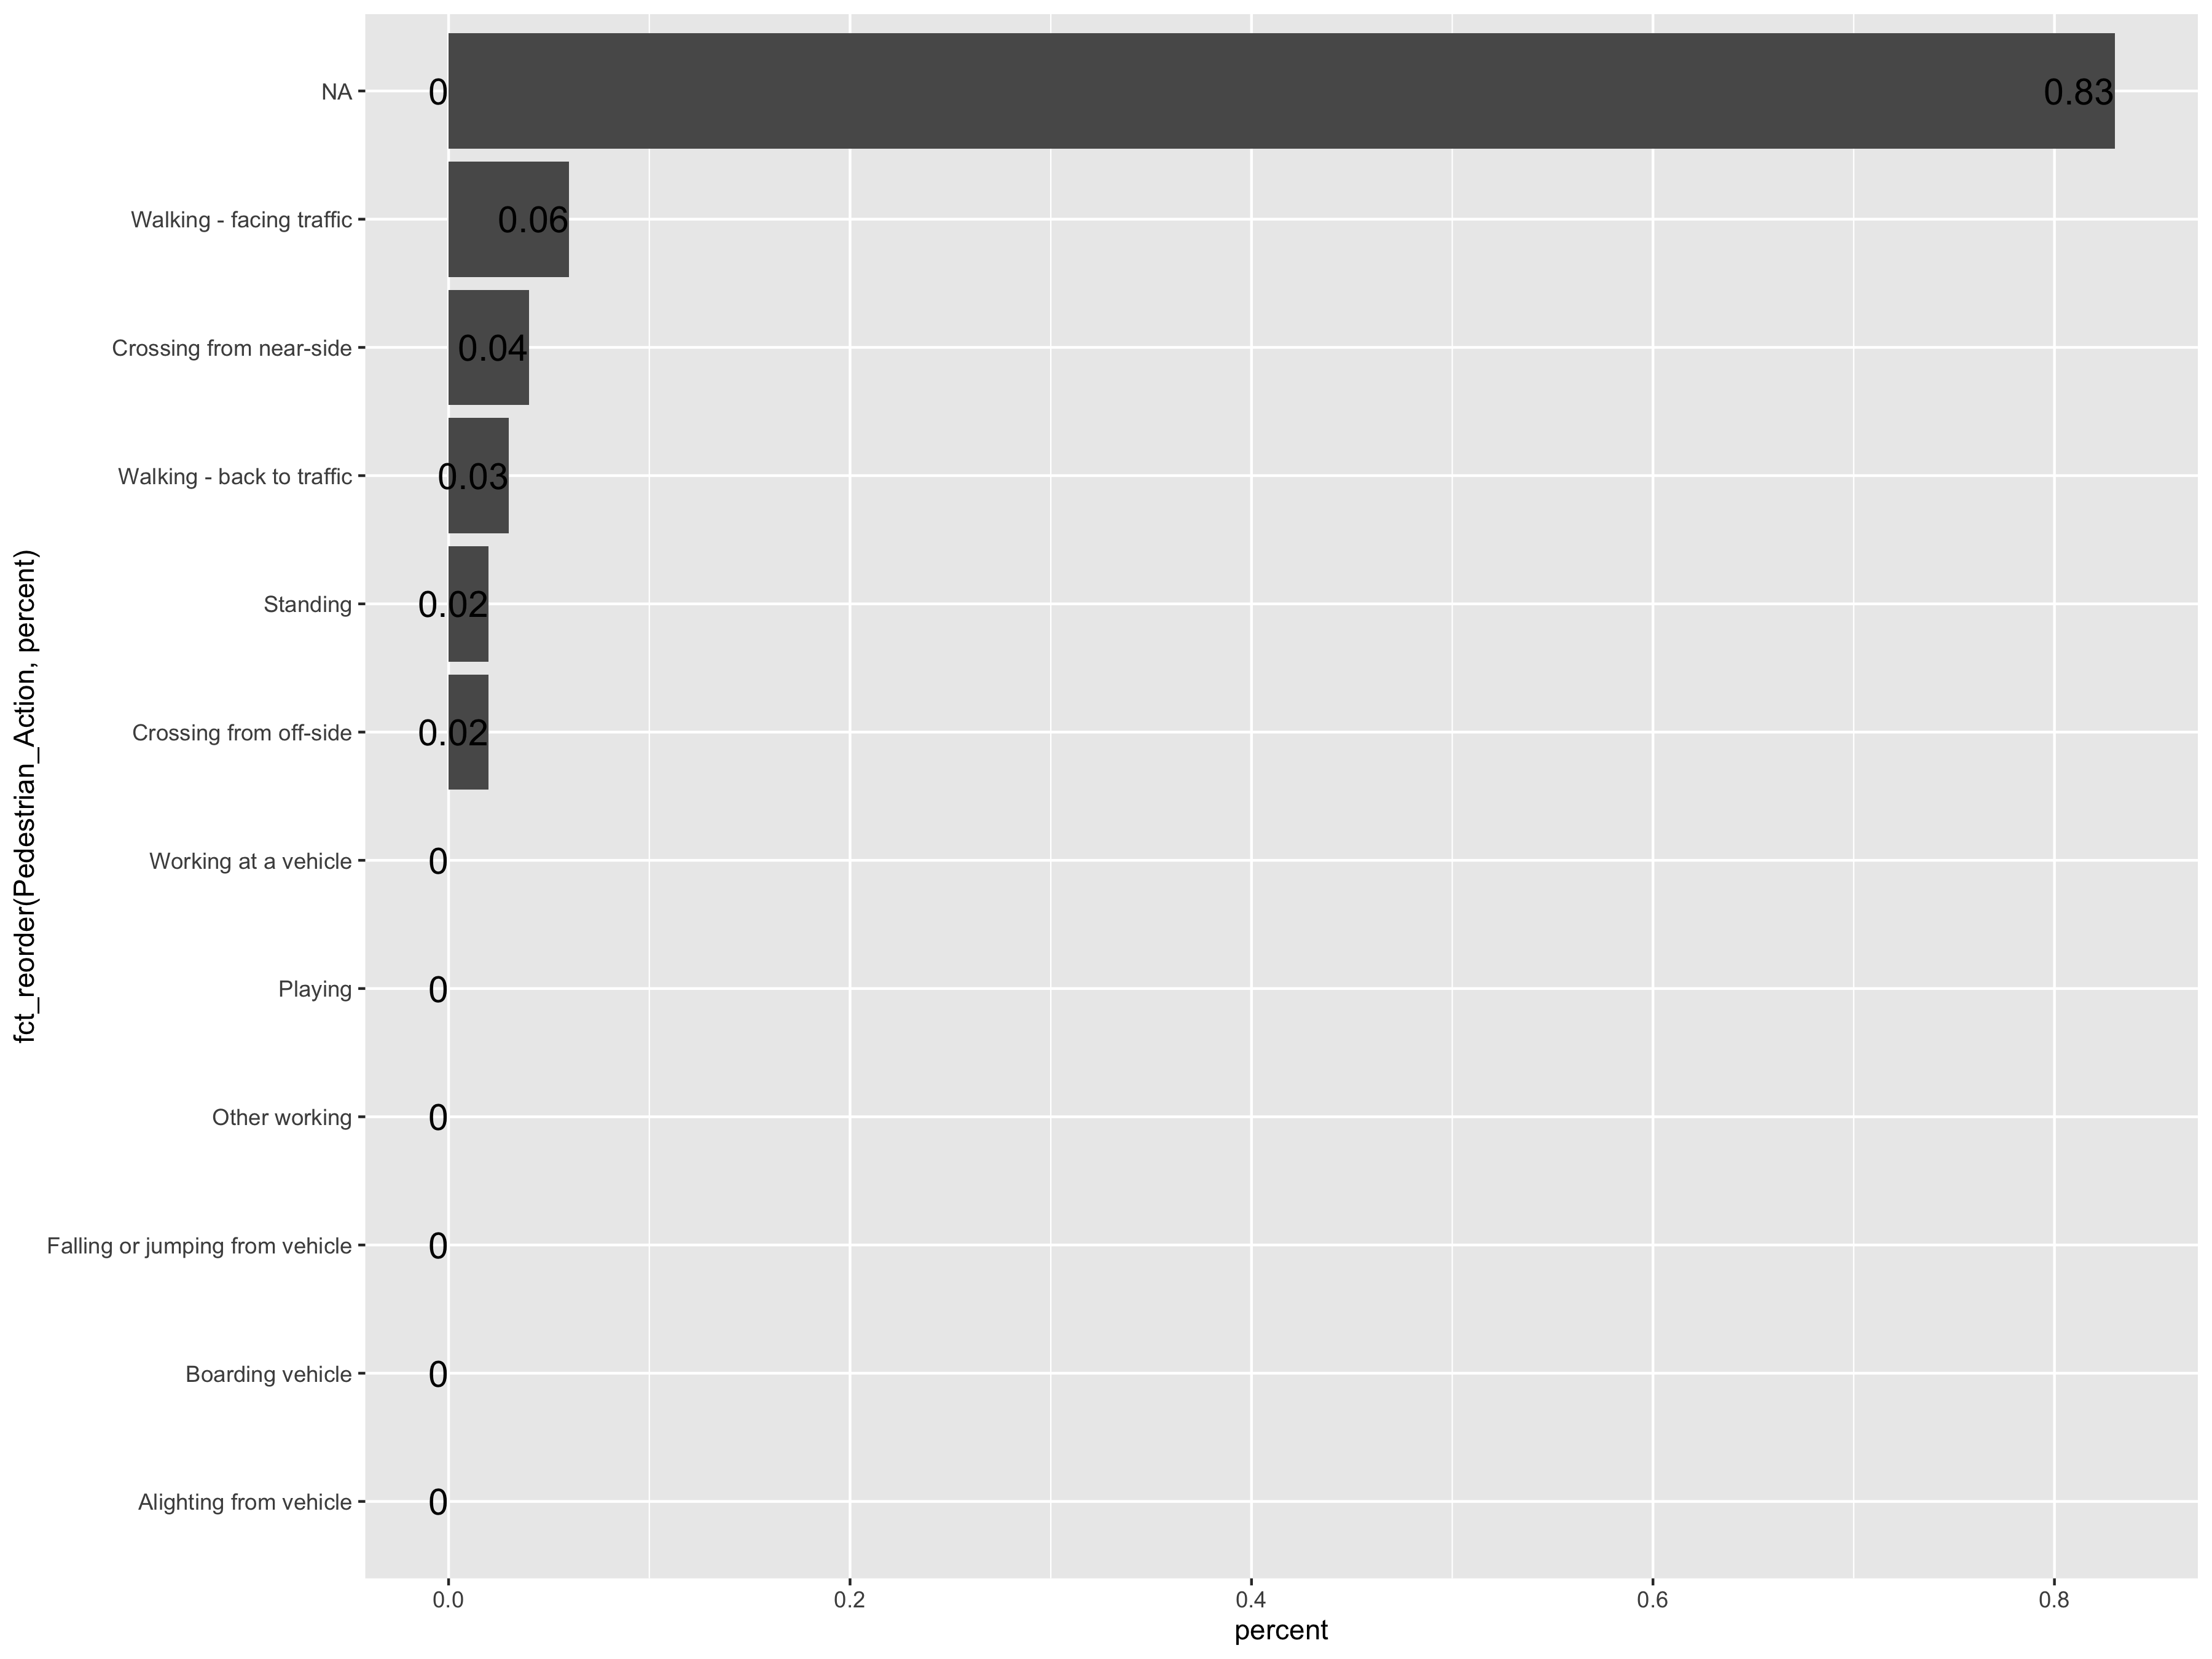 fct_reorder(Pedestrian_Action, percent)
NA 0 0.83
Walking - facing traffic 0.06
Crossing from near-side 0.04
Walking - back to traffic 0.03
Standing 0.02
Crossing from off-side 0.02
Working at a vehicle 0
Playing 0
Other working 0
Falling or jumping from vehicle 0
Boarding vehicle 0
Alighting from vehicle 0
0.0 0.2 0.4 0.6 0.8
percent